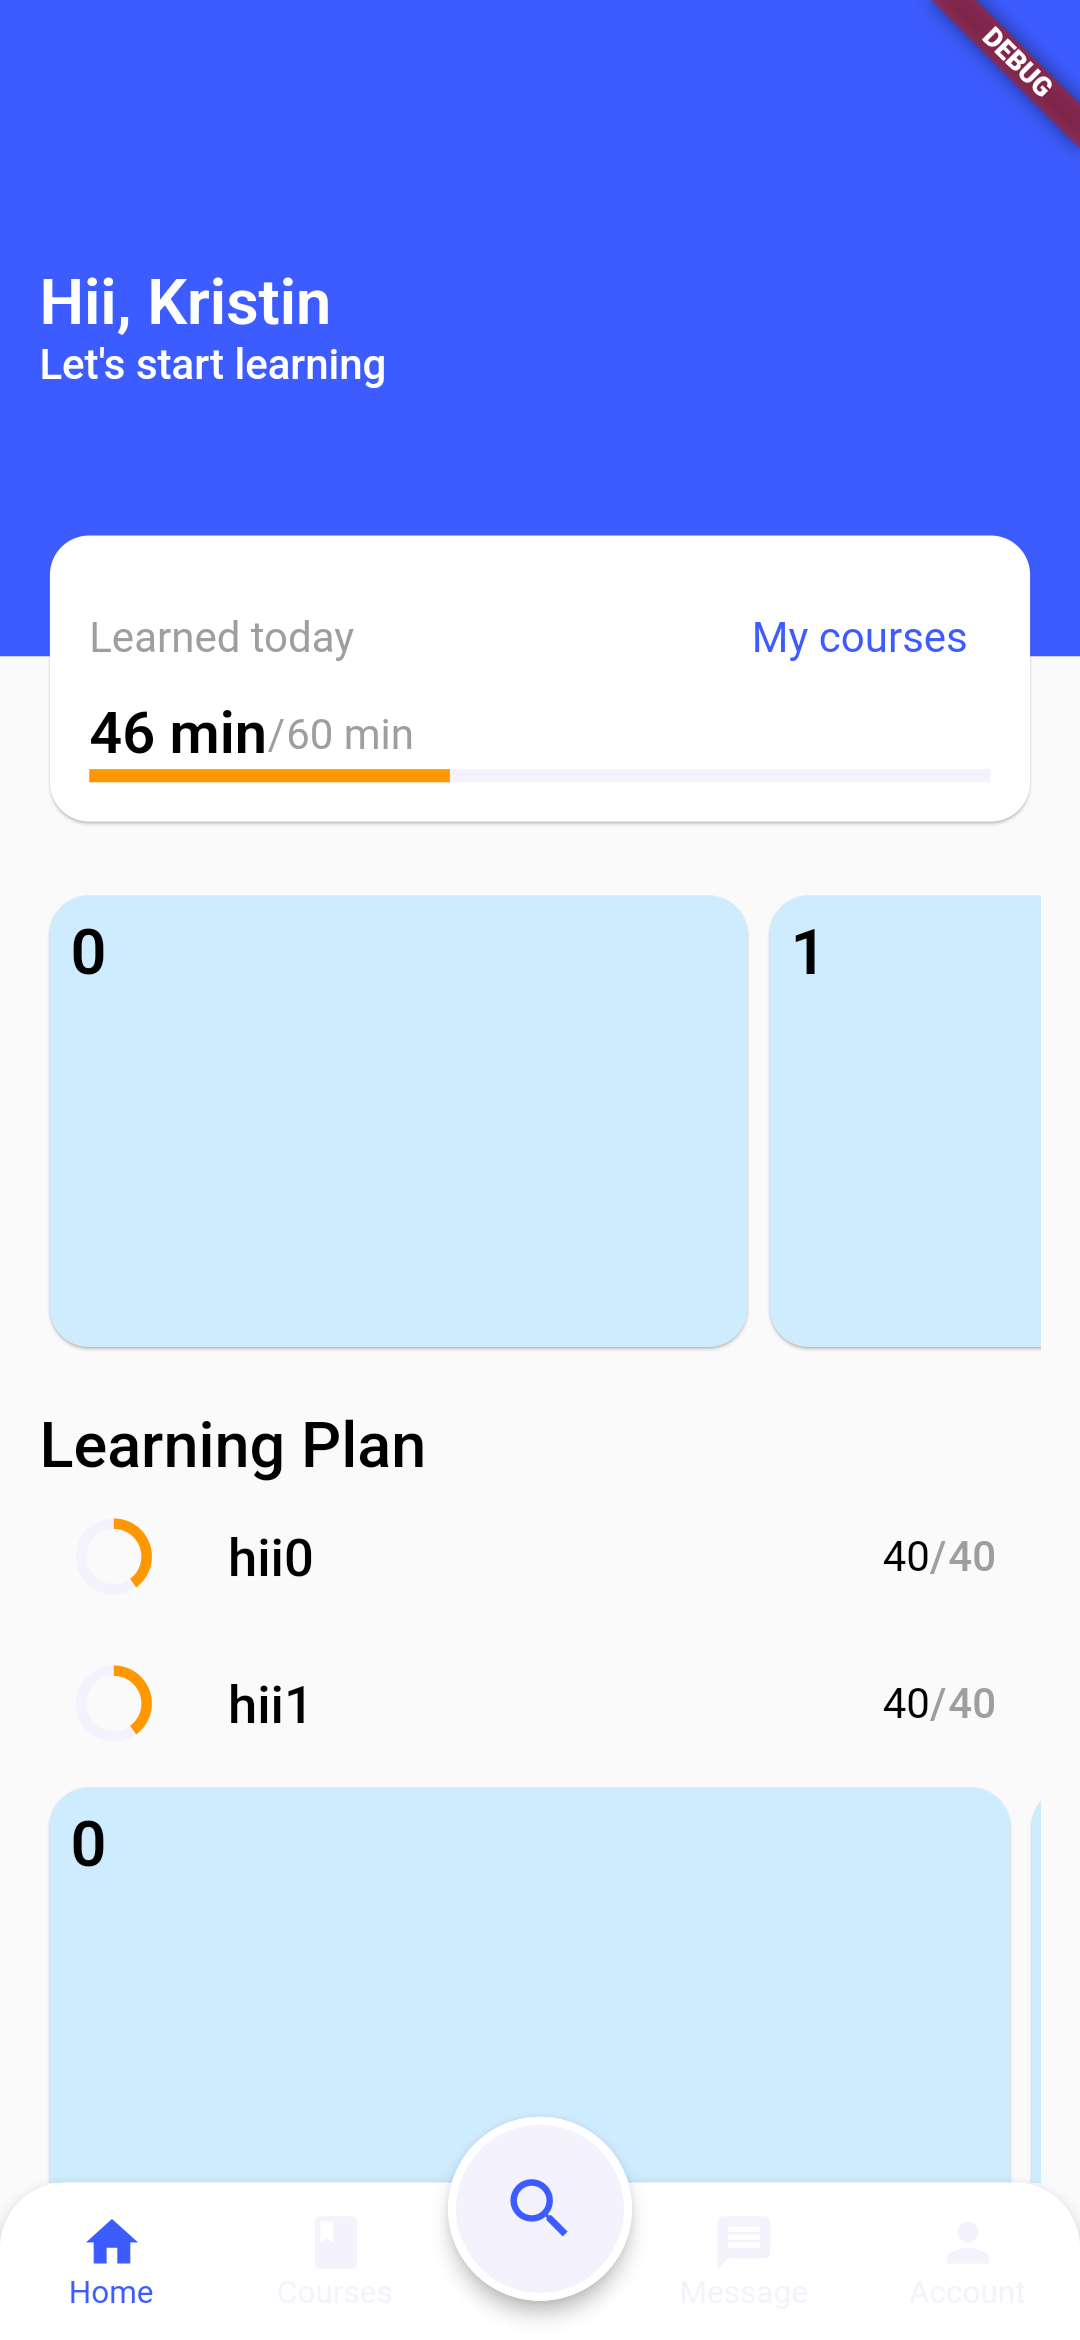 DEBUG
Hii, Kristin
Let's start learning
Learned today
My courses
46 min/60 min
0
1
Learning Plan
hii0
40/40
hii1
40/40
0
Home
Courses
Message
Account